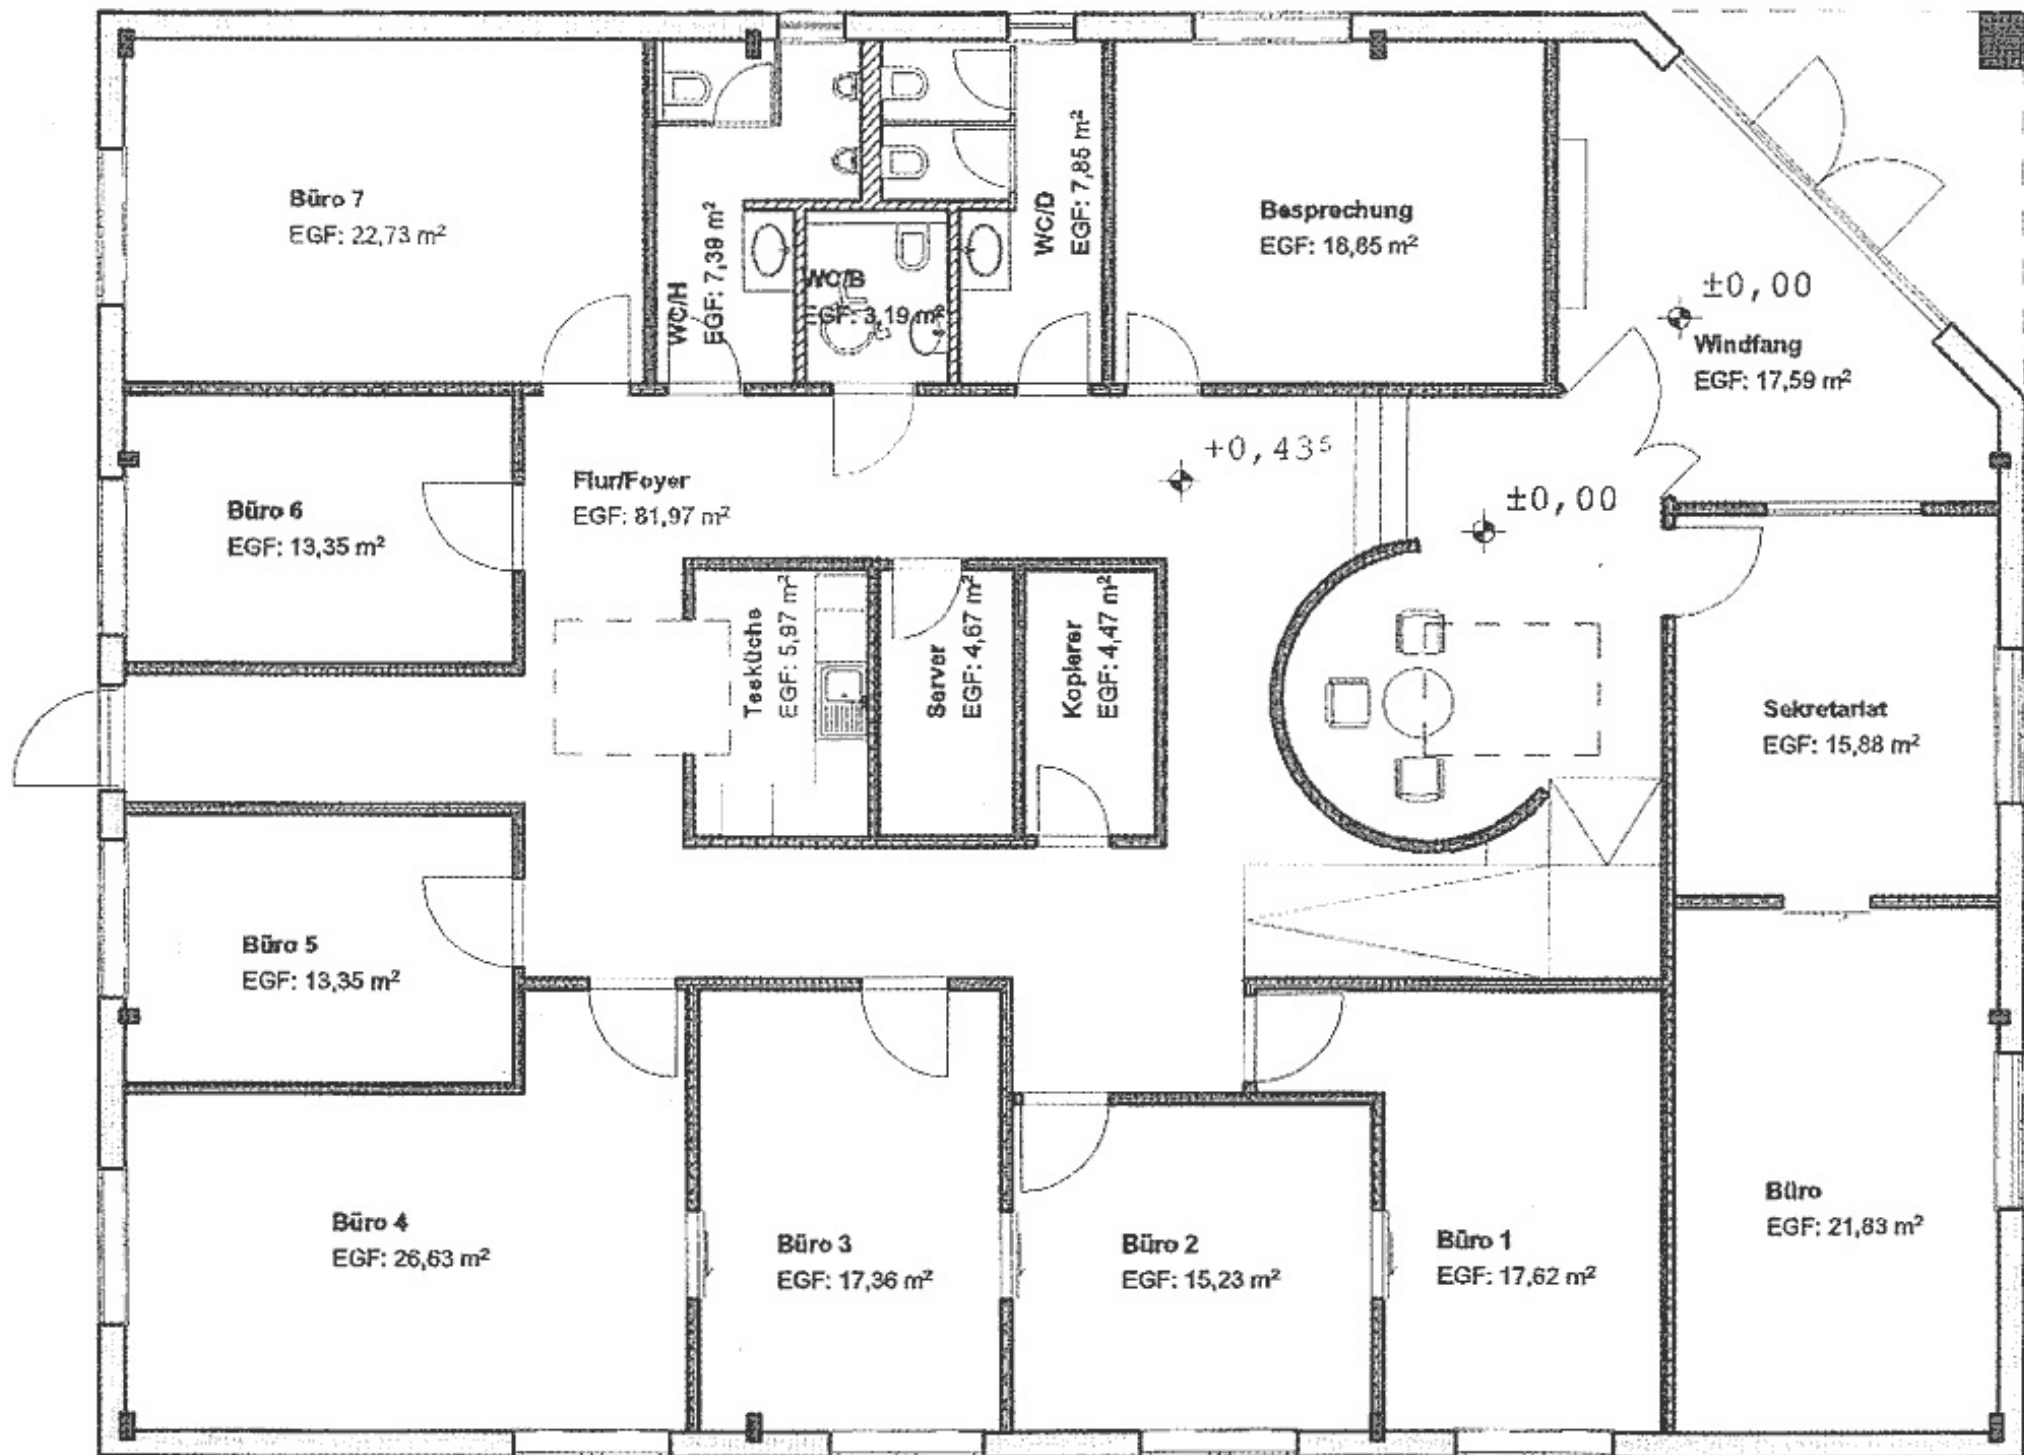 Büro 7
EGF: 22,73 m²
WC/H
EGF: 7,39 m²
WC/B
EGF: 3,19 m²
WC/D
EGF: 7,85 m²
Besprechung
EGF: 18,85 m²
±0,00
Windfang
EGF: 17,59 m²
Büro 6
EGF: 13,35 m²
Flur/Foyer
EGF: 81,97 m²
+0,43⁵
±0,00
Teeküche
EGF: 5,97 m²
Server
EGF: 4,67 m²
Kopierer
EGF: 4,47 m²
Sekretariat
EGF: 15,88 m²
Büro 5
EGF: 13,35 m²
Büro 4
EGF: 26,63 m²
Büro 3
EGF: 17,36 m²
Büro 2
EGF: 15,23 m²
Büro 1
EGF: 17,62 m²
Büro
EGF: 21,83 m²